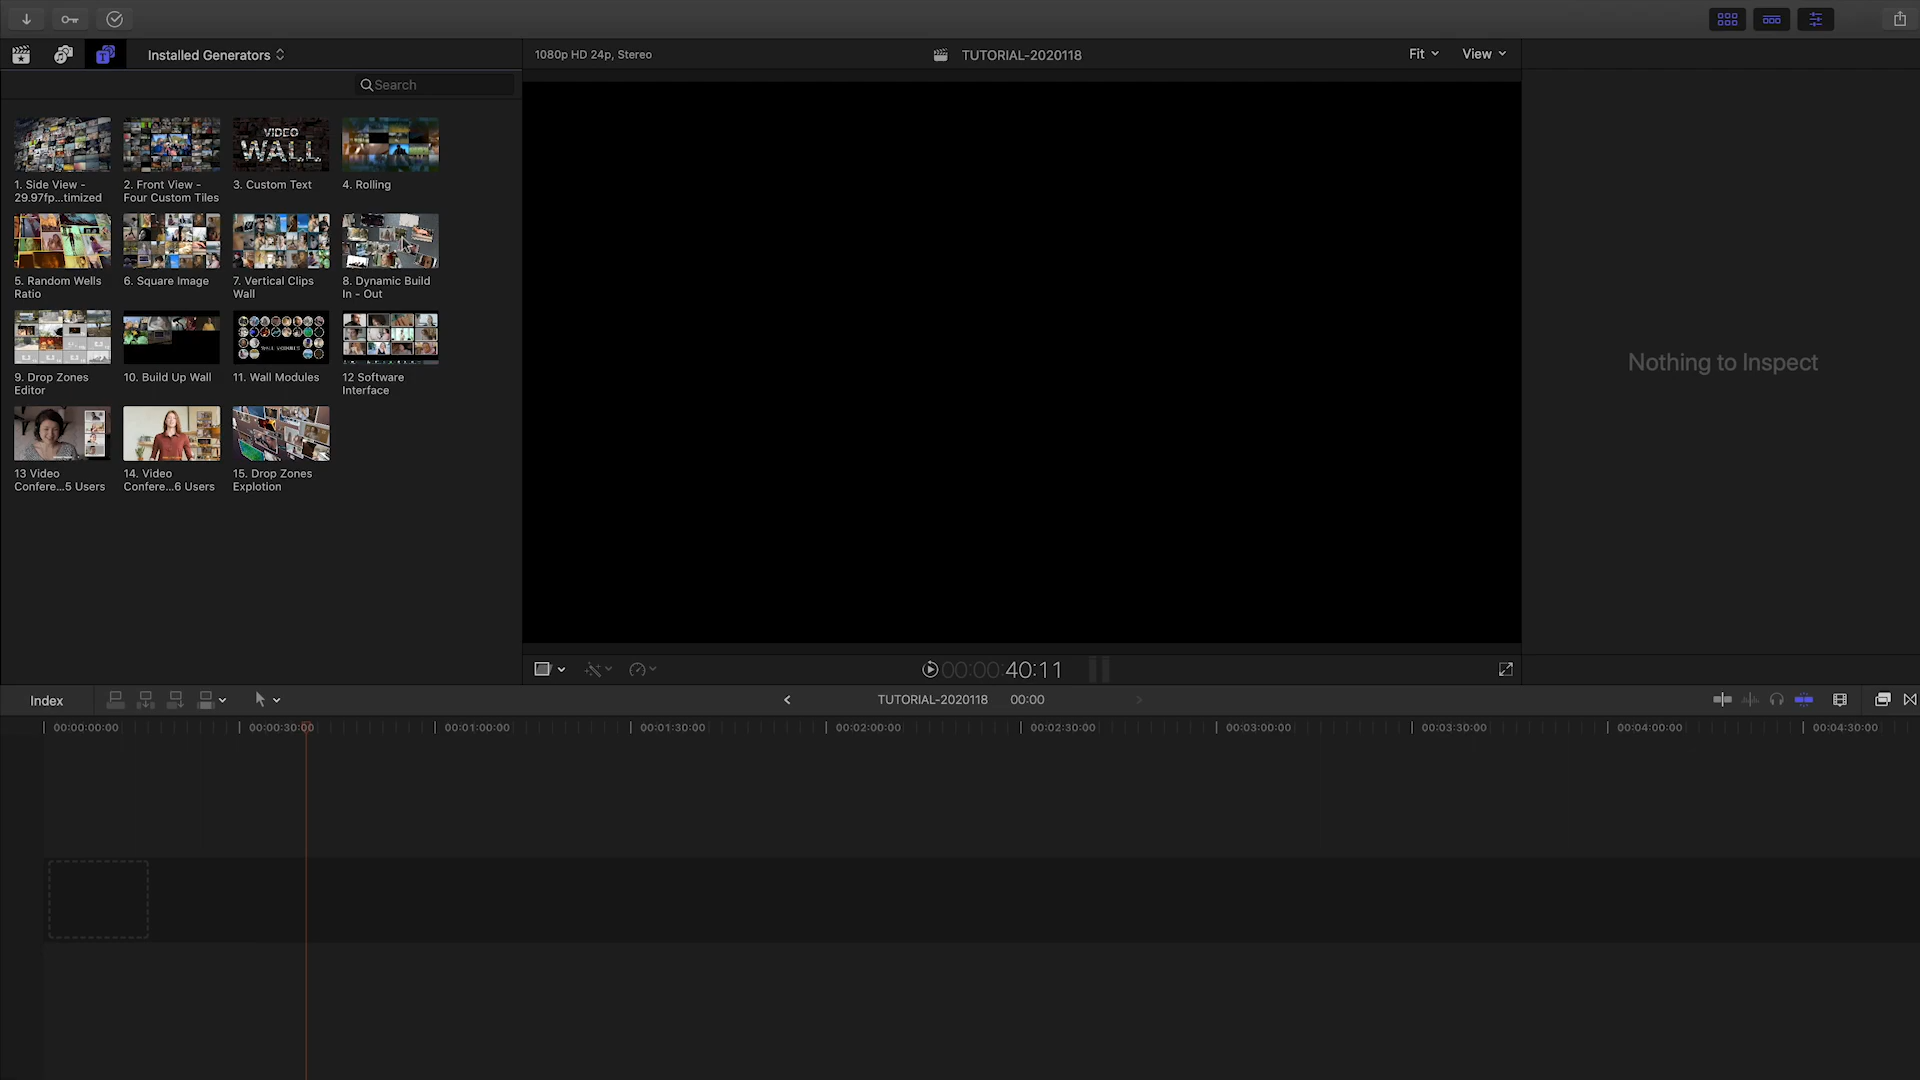 Installed Generators
1080p HD 24p, Stereo
TUTORIAL-2020118
Fit
View
Search
VIDEO
WALL
1. Side View -
29.97fp...timized
2. Front View -
Four Custom Tiles
3. Custom Text
4. Rolling
5. Random Wells
Ratio
6. Square Image
7. Vertical Clips
Wall
8. Dynamic Build
In - Out
9. Drop Zones
Editor
10. Build Up Wall
11. Wall Modules
12 Software
Interface
13 Video
Confere...5 Users
14. Video
Confere...6 Users
15. Drop Zones
Explotion
Nothing to Inspect
00:00:40:11
Index
TUTORIAL-2020118
00:00
00:00:00:00
00:00:30:00
00:01:00:00
00:01:30:00
00:02:00:00
00:02:30:00
00:03:00:00
00:03:30:00
00:04:00:00
00:04:30:00